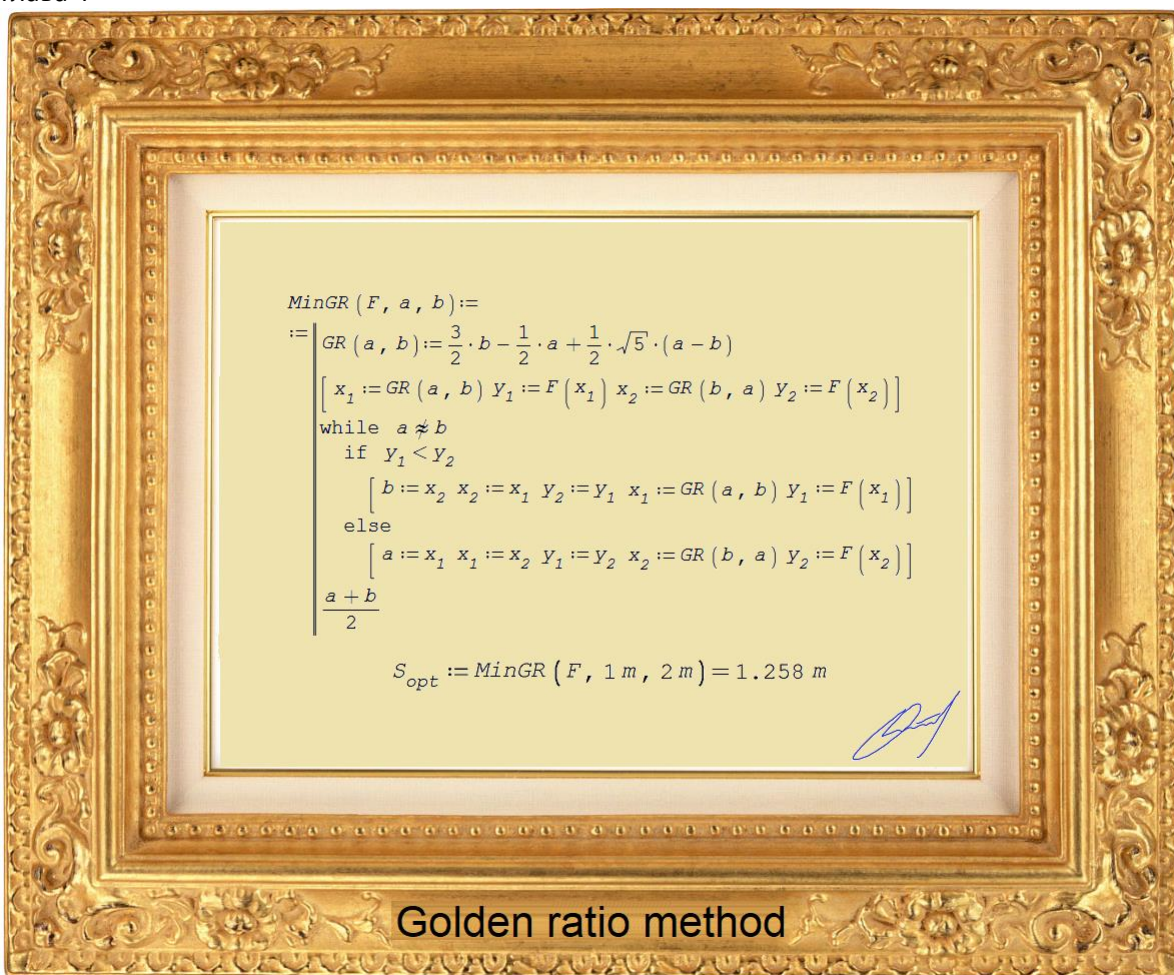 MinGR(F, a, b):=
:= GR(a, b):= 3/2 · b − 1/2 · a + 1/2 · √5 · (a − b)
[x₁ := GR(a, b) y₁ := F(x₁) x₂ := GR(b, a) y₂ := F(x₂)]
while a ≉ b
if y₁ < y₂
[b := x₂ x₂ := x₁ y₂ := y₁ x₁ := GR(a, b) y₁ := F(x₁)]
else
[a := x₁ x₁ := x₂ y₁ := y₂ x₂ := GR(b, a) y₂ := F(x₂)]
(a + b)/2
S_opt := MinGR(F, 1 m, 2 m) = 1.258 m
Golden ratio method